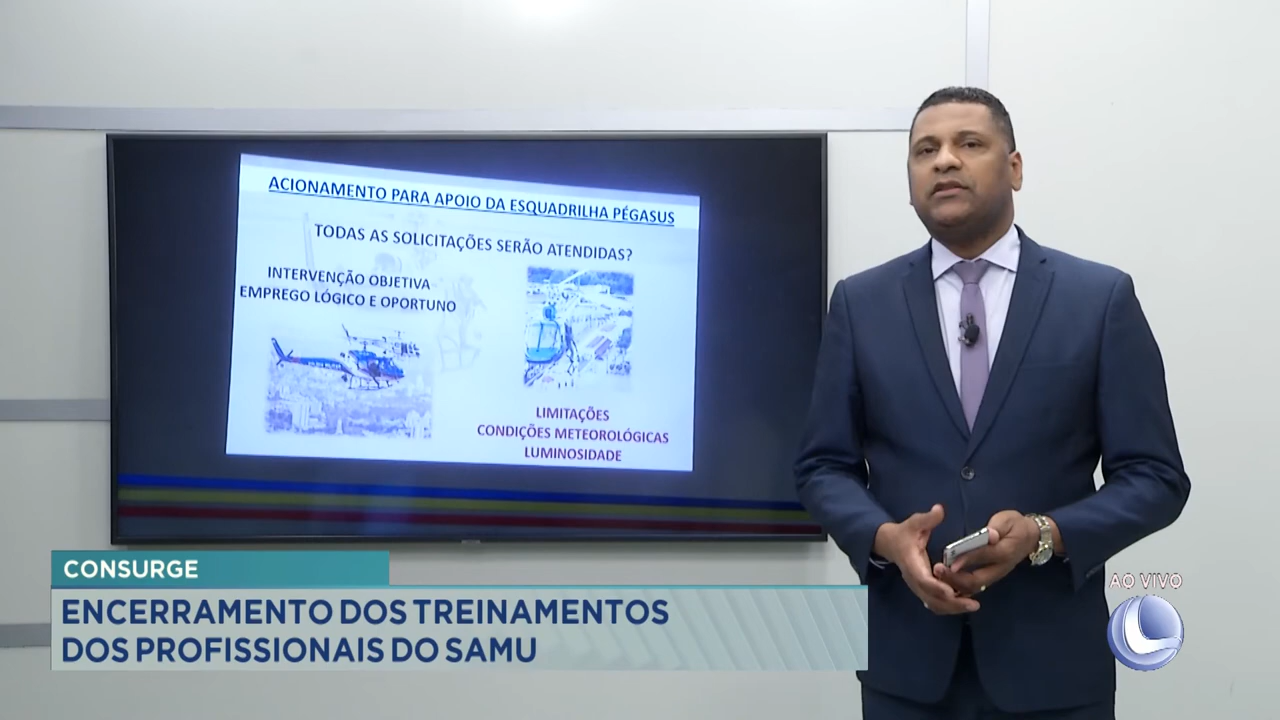 ACIONAMENTO PARA APOIO DA ESQUADRILHA PÉGASUS
TODAS AS SOLICITAÇÕES SERÃO ATENDIDAS?
INTERVENÇÃO OBJETIVA
EMPREGO LÓGICO E OPORTUNO
LIMITAÇÕES
CONDIÇÕES METEOROLÓGICAS
LUMINOSIDADE
CONSURGE
ENCERRAMENTO DOS TREINAMENTOS
DOS PROFISSIONAIS DO SAMU
AO VIVO